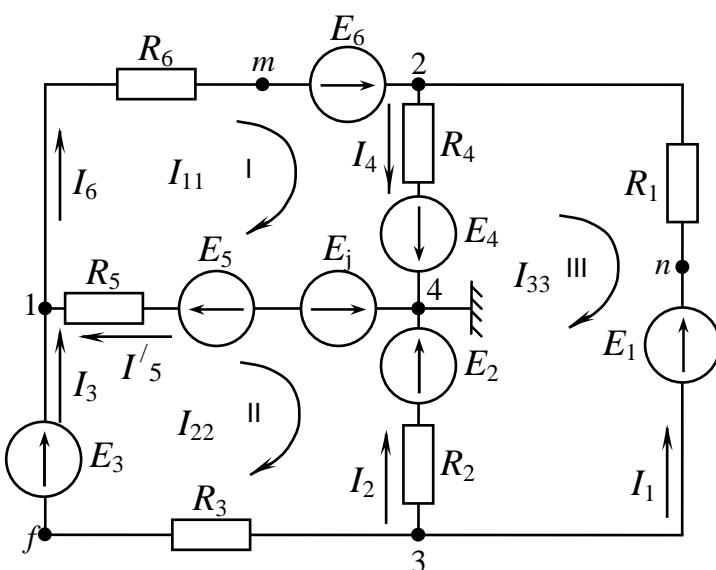 E6
R6 m 2
I4 R4
I6 I11 I R1
E4
E5 Ej I33 III n
R5 4
1
I/5 E2 E1
I3
I22 II
E3 R2
R3 I2 I1
f
3